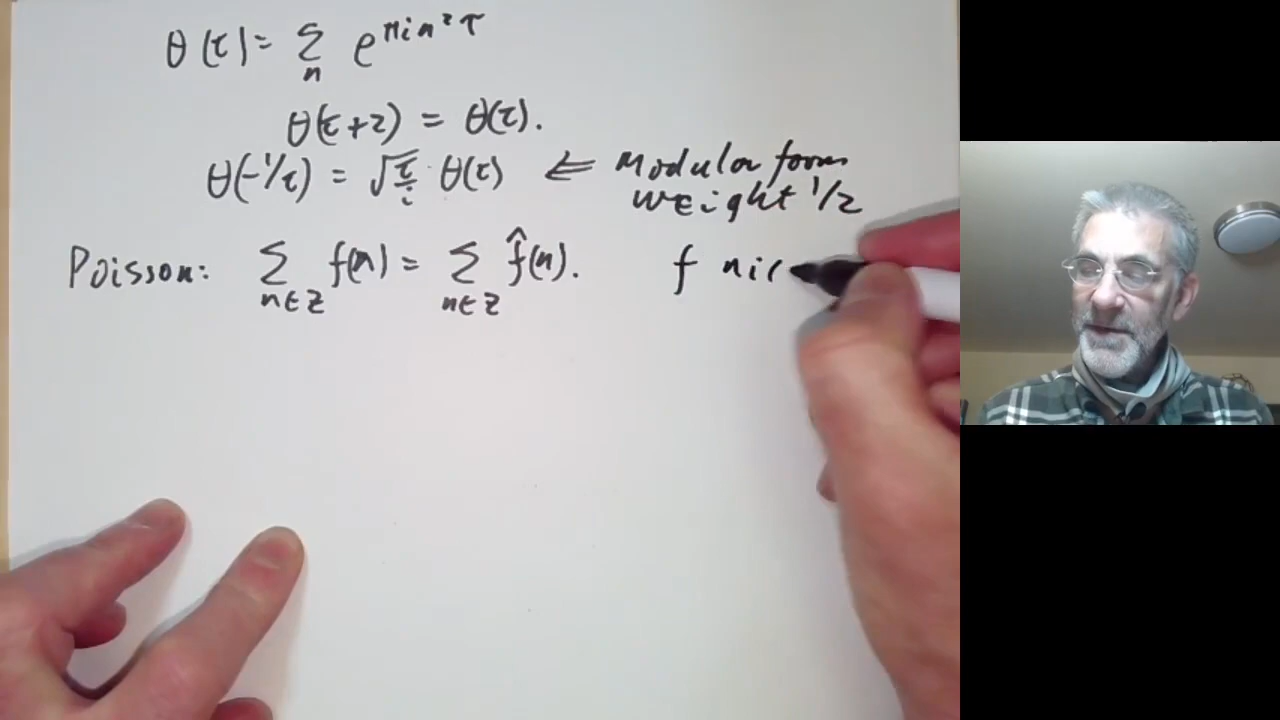 θ(τ) = Σ_n e^{πin²τ}
θ(τ+2) = θ(τ).
θ(-1/τ) = √(τ/i) · θ(τ) ⇐ Modular form
weight 1/2
Poisson: Σ_{n∈Z} f(n) = Σ_{n∈Z} f̂(n). f nic